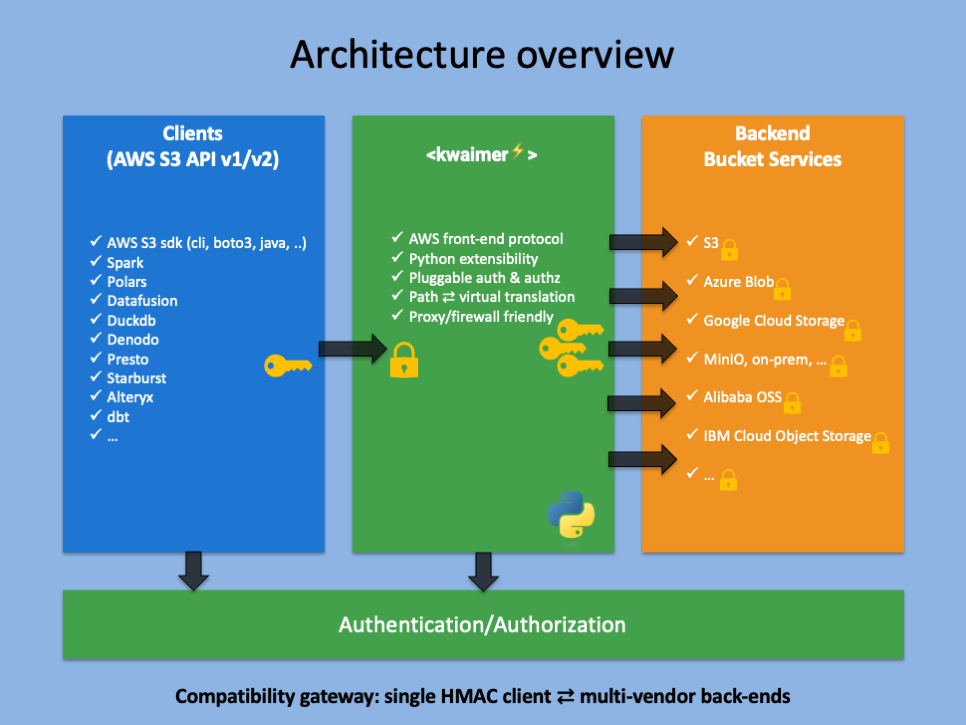 Architecture overview
Clients
(AWS S3 API v1/v2)
✓ AWS S3 sdk (cli, boto3, java, ..)
✓ Spark
✓ Polars
✓ Datafusion
✓ Duckdb
✓ Denodo
✓ Presto
✓ Starburst
✓ Alteryx
✓ dbt
✓ ...
<kwaimer⚡>
✓ AWS front-end protocol
✓ Python extensibility
✓ Pluggable auth & authz
✓ Path ⇄ virtual translation
✓ Proxy/firewall friendly
Backend
Bucket Services
✓ S3
✓ Azure Blob
✓ Google Cloud Storage
✓ MinIO, on-prem, ...
✓ Alibaba OSS
✓ IBM Cloud Object Storage
✓ ...
Authentication/Authorization
Compatibility gateway: single HMAC client ⇄ multi-vendor back-ends